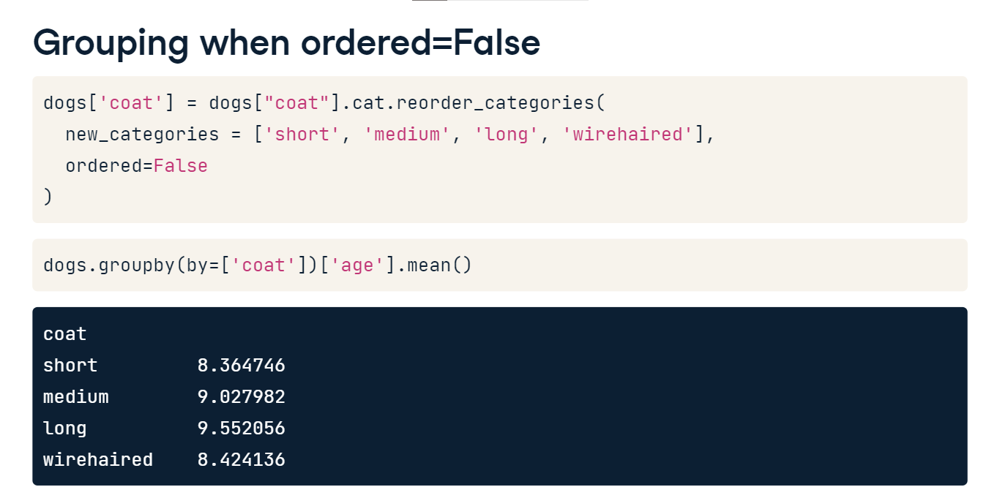 Grouping when ordered=False
dogs['coat'] = dogs["coat"].cat.reorder_categories(
  new_categories = ['short', 'medium', 'long', 'wirehaired'],
  ordered=False
)
dogs.groupby(by=['coat'])['age'].mean()
coat
short         8.364746
medium        9.027982
long          9.552056
wirehaired    8.424136